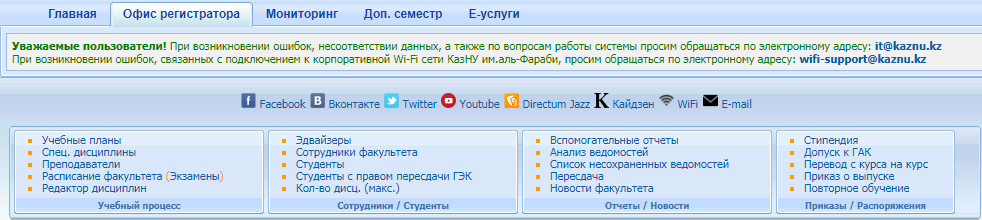 Главная Офис регистратора Мониторинг Доп. семестр Е-услуги
Уважаемые пользователи! При возникновении ошибок, несоответствии данных, а также по вопросам работы системы просим обращаться по электронному адресу: it@kaznu.kz
При возникновении ошибок, связанных с подключением к корпоративной Wi-Fi сети КазНУ им.аль-Фараби, просим обращаться по электронному адресу: wifi-support@kaznu.kz
Facebook Вконтакте Twitter Youtube Directum Jazz Кайдзен WiFi E-mail
Учебные планы
Спец. дисциплины
Преподаватели
Расписание факультета (Экзамены)
Редактор дисциплин
Учебный процесс
Эдвайзеры
Сотрудники факультета
Студенты
Студенты с правом пересдачи ГЭК
Кол-во дисц. (макс.)
Сотрудники / Студенты
Вспомогательные отчеты
Анализ ведомостей
Список несохраненных ведомостей
Пересдача
Новости факультета
Отчеты / Новости
Стипендия
Допуск к ГАК
Перевод с курса на курс
Приказ о выпуске
Повторное обучение
Приказы / Распоряжения